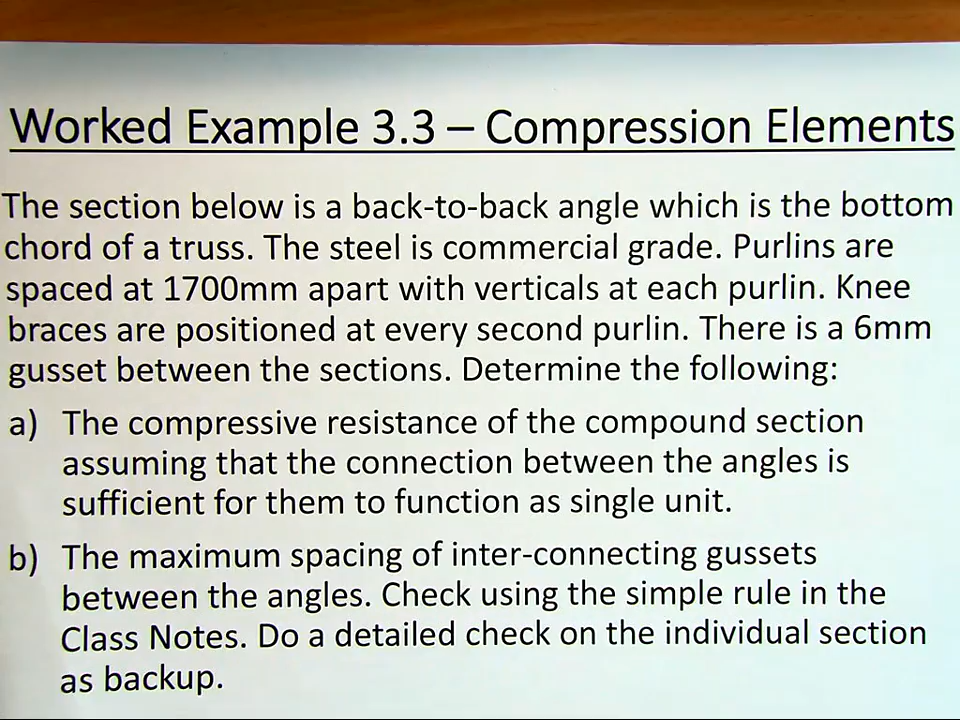 Worked Example 3.3 – Compression Elements
The section below is a back-to-back angle which is the bottom
chord of a truss. The steel is commercial grade. Purlins are
spaced at 1700mm apart with verticals at each purlin. Knee
braces are positioned at every second purlin. There is a 6mm
gusset between the sections. Determine the following:
a) The compressive resistance of the compound section
assuming that the connection between the angles is
sufficient for them to function as single unit.
b) The maximum spacing of inter-connecting gussets
between the angles. Check using the simple rule in the
Class Notes. Do a detailed check on the individual section
as backup.